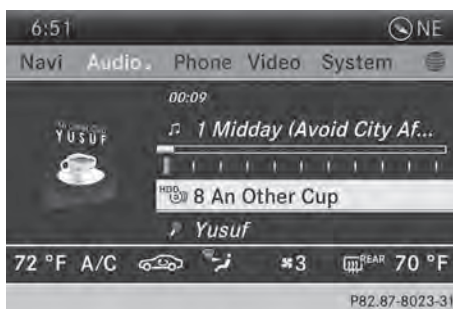 6:51 NE
Navi Audio Phone Video System
00:09
1 Midday (Avoid City Af...
YUSUF
HDD 8 An Other Cup
Yusuf
72 °F A/C 3 REAR 70 °F
P82.87-8023-31